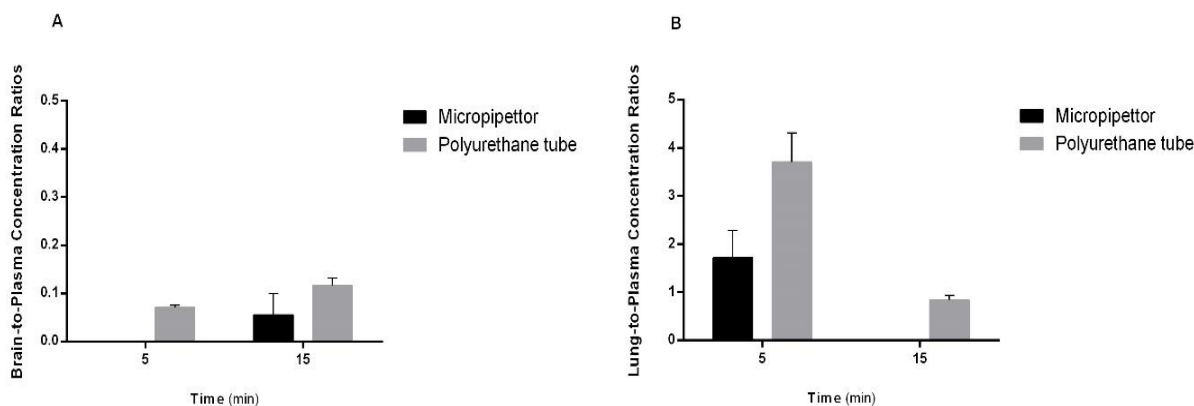 A
Brain-to-Plasma Concentration Ratios
0.5
0.4
0.3
0.2
0.1
0.0
5
15
Time (min)
Micropipettor
Polyurethane tube
B
Lung-to-Plasma Concentration Ratios
5
4
3
2
1
0
5
15
Time (min)
Micropipettor
Polyurethane tube